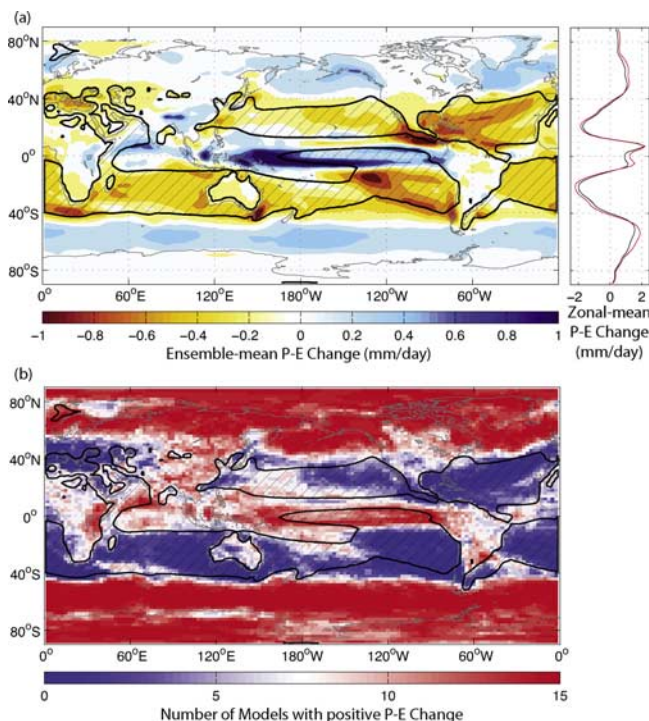 (a)
80°N
40°N
0°
40°S
80°S
0° 60°E 120°E 180°W 120°W 60°W
−1 −0.8 −0.6 −0.4 −0.2 0 0.2 0.4 0.6 0.8 1
Ensemble-mean P-E Change (mm/day)
−2 0 2
Zonal-mean
P-E Change
(mm/day)
(b)
80°N
40°N
0°
40°S
80°S
0° 60°E 120°E 180°W 120°W 60°W 0°
0 5 10 15
Number of Models with positive P-E Change